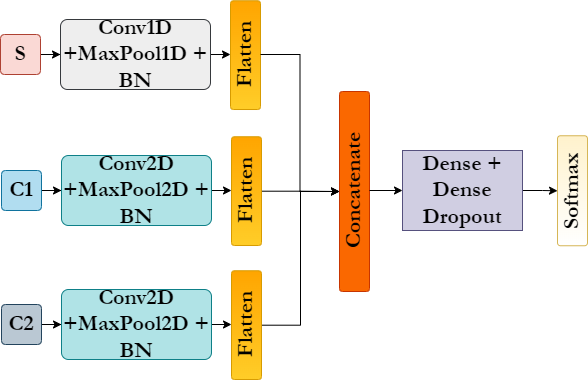 S
Conv1D
+MaxPool1D +
BN
Flatten
C1
Conv2D
+MaxPool2D +
BN
Flatten
C2
Conv2D
+MaxPool2D +
BN
Flatten
Concatenate
Dense +
Dense
Dropout
Softmax